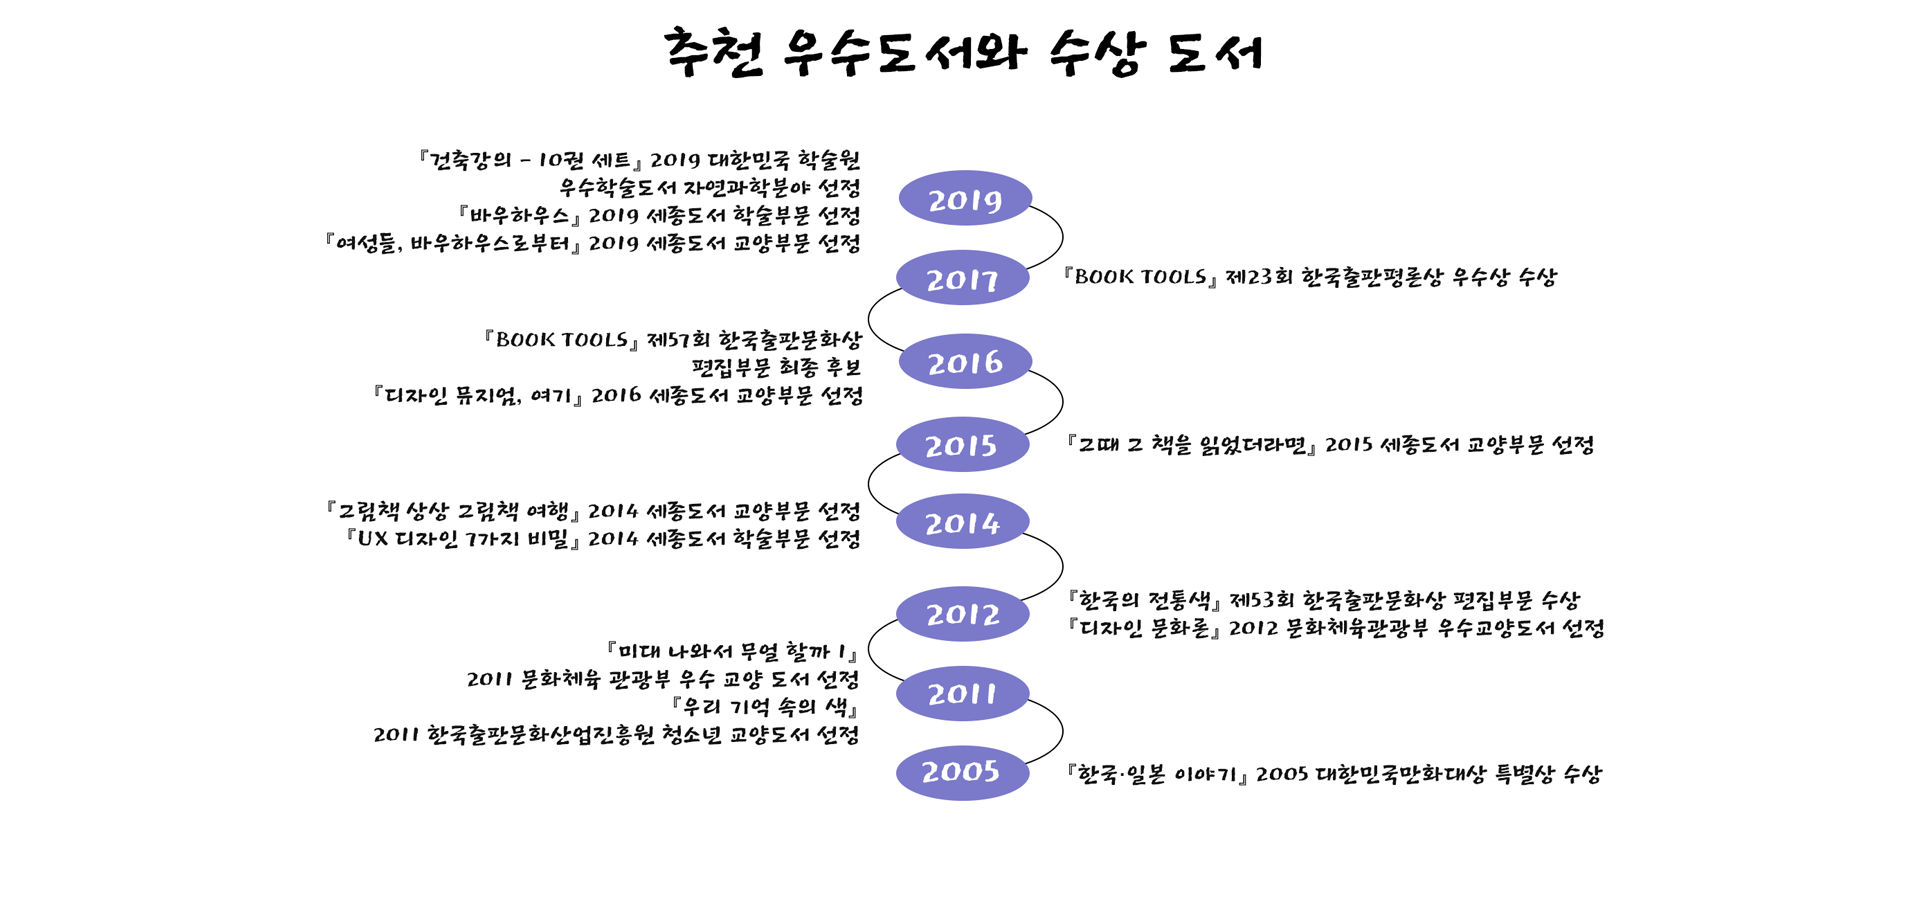 추천 우수도서와 수상 도서
『건축강의 - 10권 세트』 2019 대한민국 학술원
우수학술도서 자연과학분야 선정
『바우하우스』 2019 세종도서 학술부문 선정
『여성들, 바우하우스로부터』 2019 세종도서 교양부문 선정
2019
2017
『BOOK TOOLS』 제23회 한국출판평론상 우수상 수상
『BOOK TOOLS』 제57회 한국출판문화상
편집부문 최종 후보
『디자인 뮤지엄, 여기』 2016 세종도서 교양부문 선정
2016
2015
『그때 그 책을 읽었더라면』 2015 세종도서 교양부문 선정
『그림책 상상 그림책 여행』 2014 세종도서 교양부문 선정
『UX 디자인 7가지 비밀』 2014 세종도서 학술부문 선정
2014
2012
『한국의 전통색』 제53회 한국출판문화상 편집부문 수상
『디자인 문화론』 2012 문화체육관광부 우수교양도서 선정
『미대 나와서 무얼 할까 1』
2011 문화체육 관광부 우수 교양 도서 선정
『우리 기억 속의 색』
2011 한국출판문화산업진흥원 청소년 교양도서 선정
2011
2005
『한국·일본 이야기』 2005 대한민국만화대상 특별상 수상